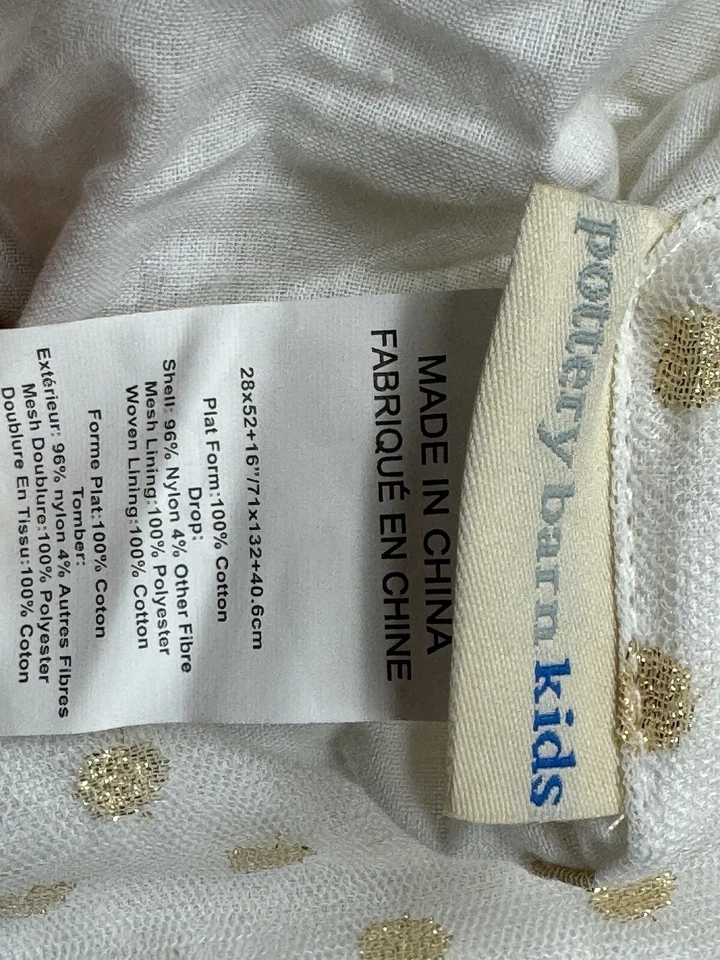 pottery barn kids
MADE IN CHINA
FABRIQUÉ EN CHINE
28x52+16"/71x132+40.6cm
Plat Form:100% Cotton
Drop:
Shell: 96% Nylon 4% Other Fibre
Mesh Lining:100% Polyester
Woven Lining:100% Cotton
Forme Plat:100% Coton
Tomber:
Extérieur: 96% nylon 4% Autres Fibres
Mesh Doublure:100% Polyester
Doublure En Tissu:100% Coton